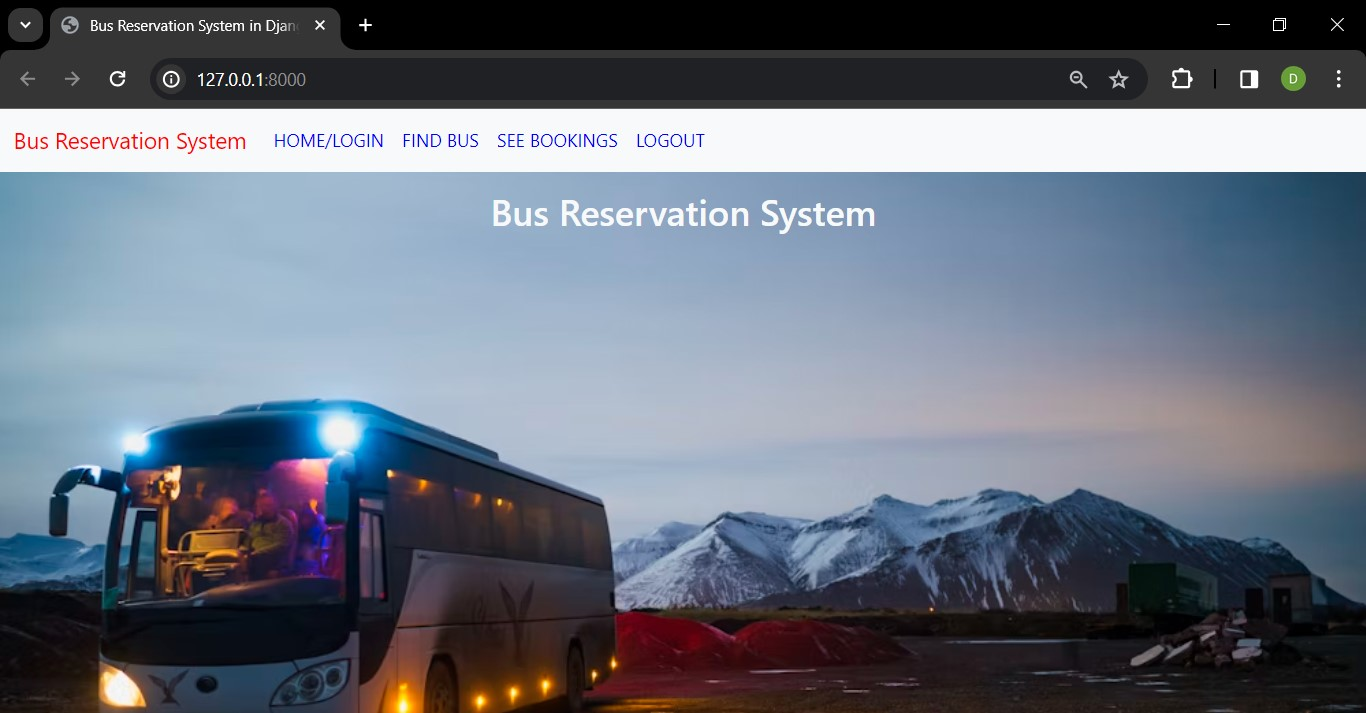 Bus Reservation System in Djan
127.0.0.1:8000
D
Bus Reservation System HOME/LOGIN FIND BUS SEE BOOKINGS LOGOUT
Bus Reservation System